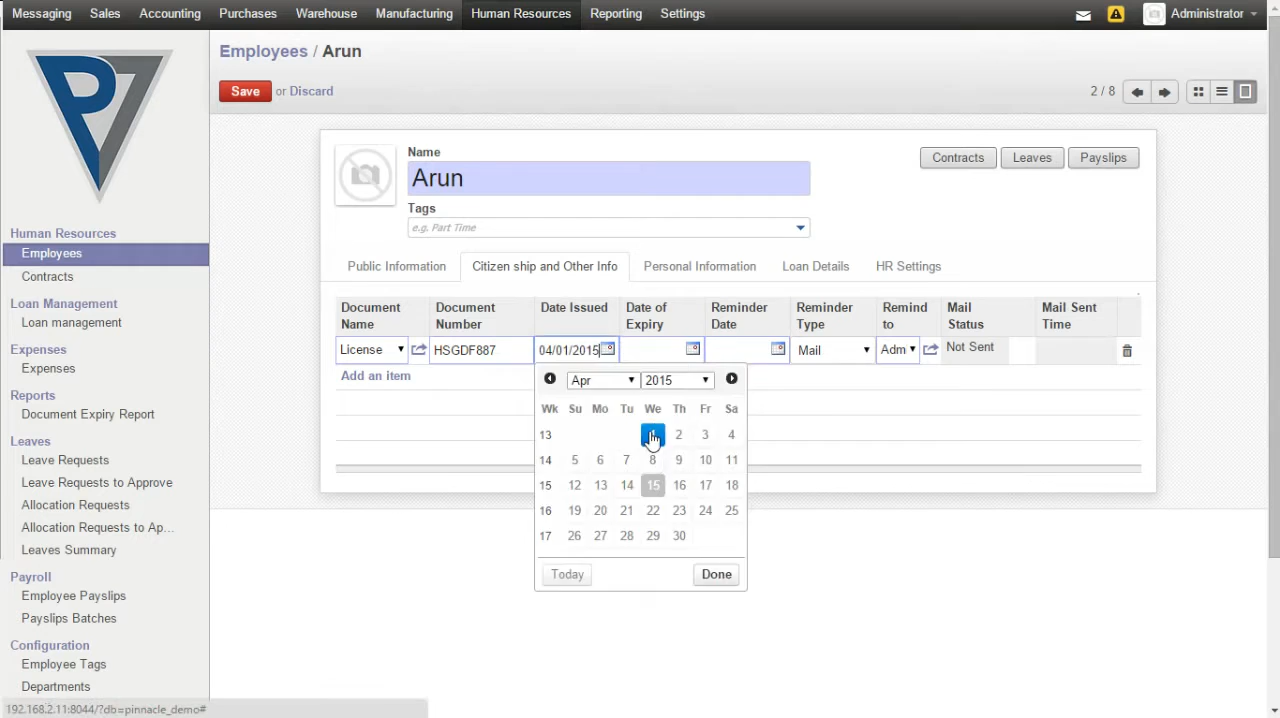 Messaging Sales Accounting Purchases Warehouse Manufacturing Human Resources Reporting Settings Administrator
Employees / Arun
Save or Discard 2 / 8
P7
Name
Arun
Contracts Leaves Payslips
Tags
e.g. Part Time
Human Resources
Employees
Contracts
Loan Management
Loan management
Expenses
Expenses
Reports
Document Expiry Report
Leaves
Leave Requests
Leave Requests to Approve
Allocation Requests
Allocation Requests to Ap...
Leaves Summary
Payroll
Employee Payslips
Payslips Batches
Configuration
Employee Tags
Departments
Public Information Citizen ship and Other Info Personal Information Loan Details HR Settings
Document Name Document Number Date Issued Date of Expiry Reminder Date Reminder Type Remind to Mail Status Mail Sent Time
License HSGDF887 04/01/2015 Mail Adm Not Sent
Add an item
Apr 2015
Wk Su Mo Tu We Th Fr Sa
13 1 2 3 4
14 5 6 7 8 9 10 11
15 12 13 14 15 16 17 18
16 19 20 21 22 23 24 25
17 26 27 28 29 30
Today Done
192.168.2.11:8044/?db=pinnacle_demo#